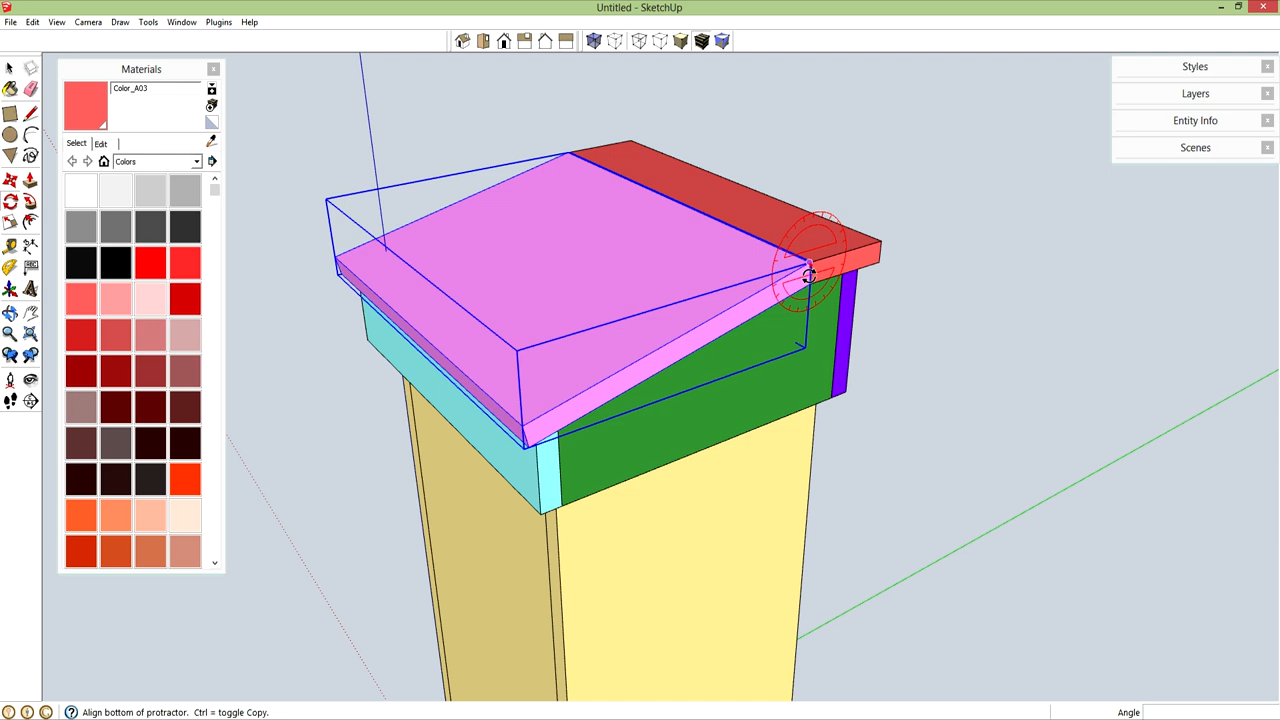 Untitled - SketchUp
File Edit View Camera Draw Tools Window Plugins Help
Materials
Color_A03
Select Edit
Colors
Styles
Layers
Entity Info
Scenes
Align bottom of protractor. Ctrl = toggle Copy.
Angle